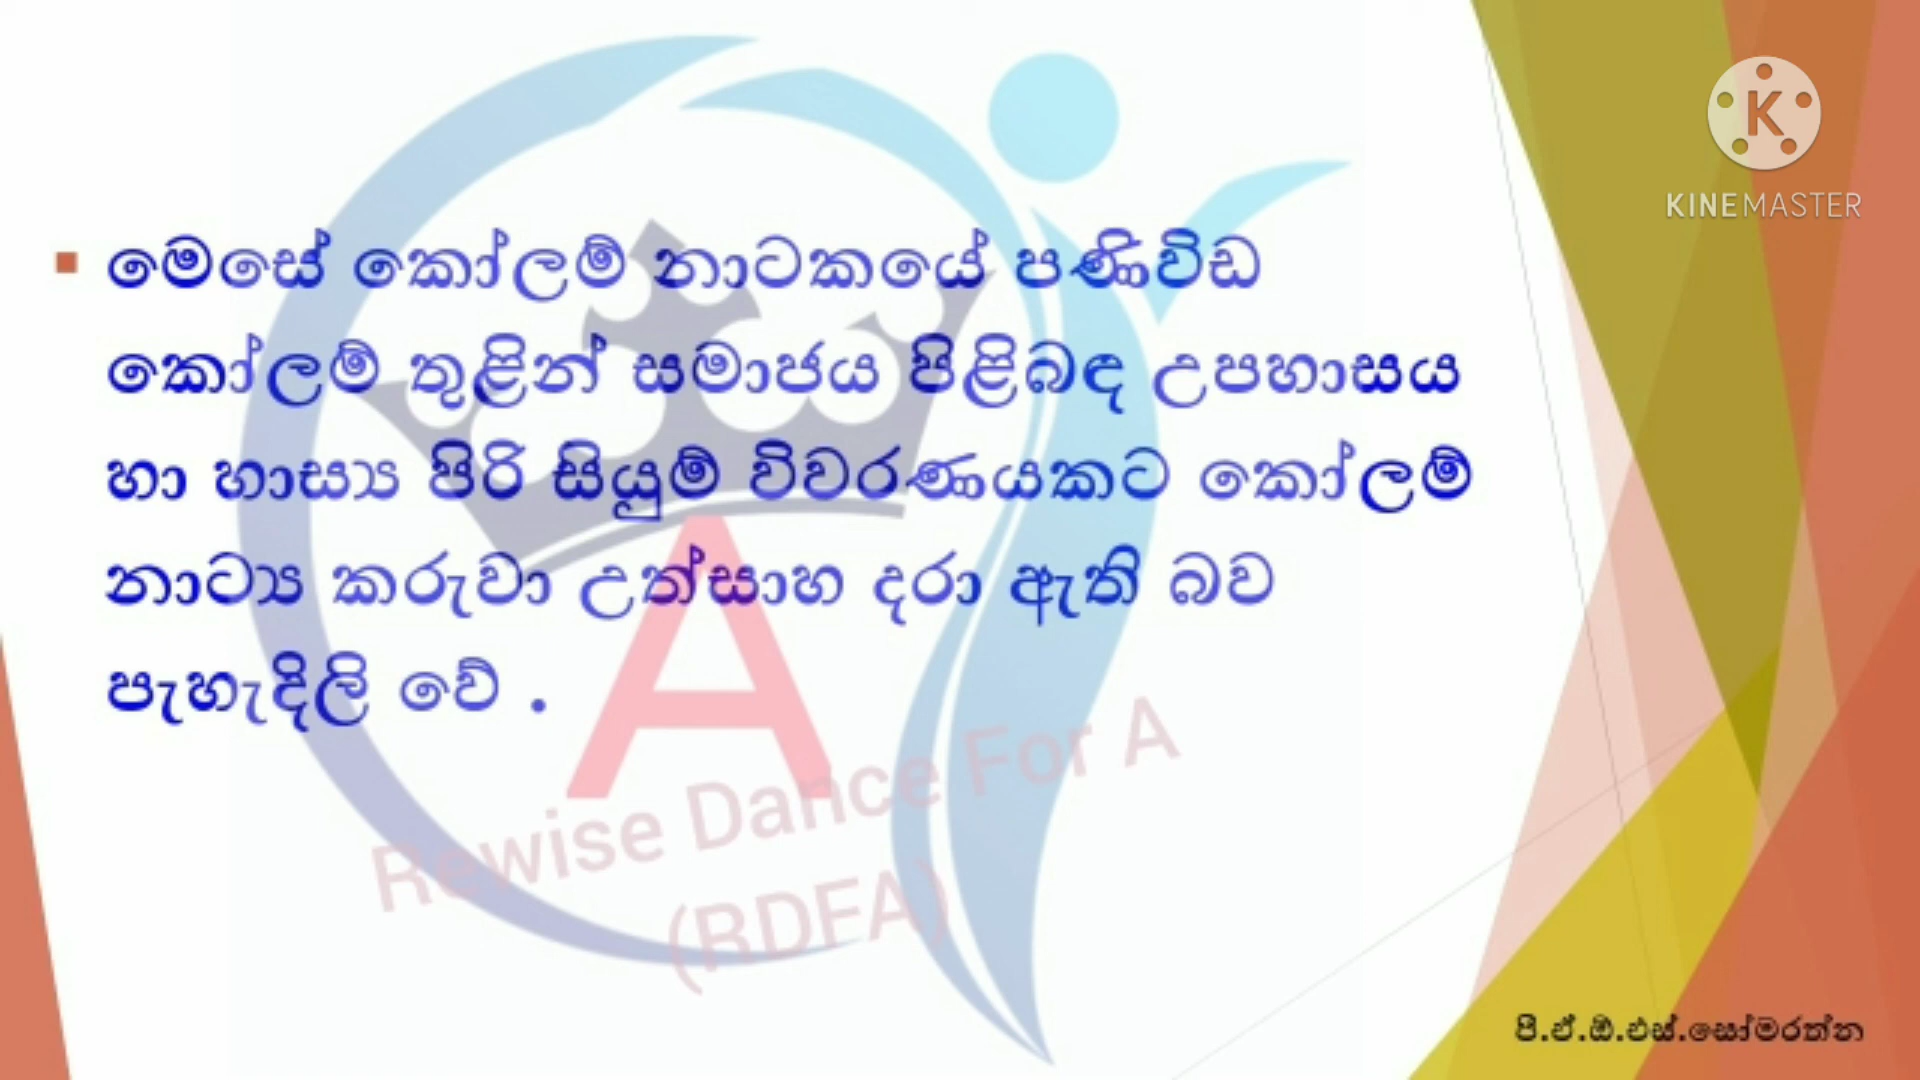 K
KINEMASTER
▪ මෙසේ කෝලම් නාටකයේ පණිවිඩ
කෝලම් තුළින් සමාජය පිළිබඳ උපහාසය
හා හාස්‍ය පිරි සියුම් විවරණයකට කෝලම්
නාට්‍ය කරුවා උත්සාහ දරා ඇති බව
පැහැදිලි වේ .
A
Rewise Dance For A
(RDFA)
පී.ඒ.ඕ.එස්.සෝමරත්න